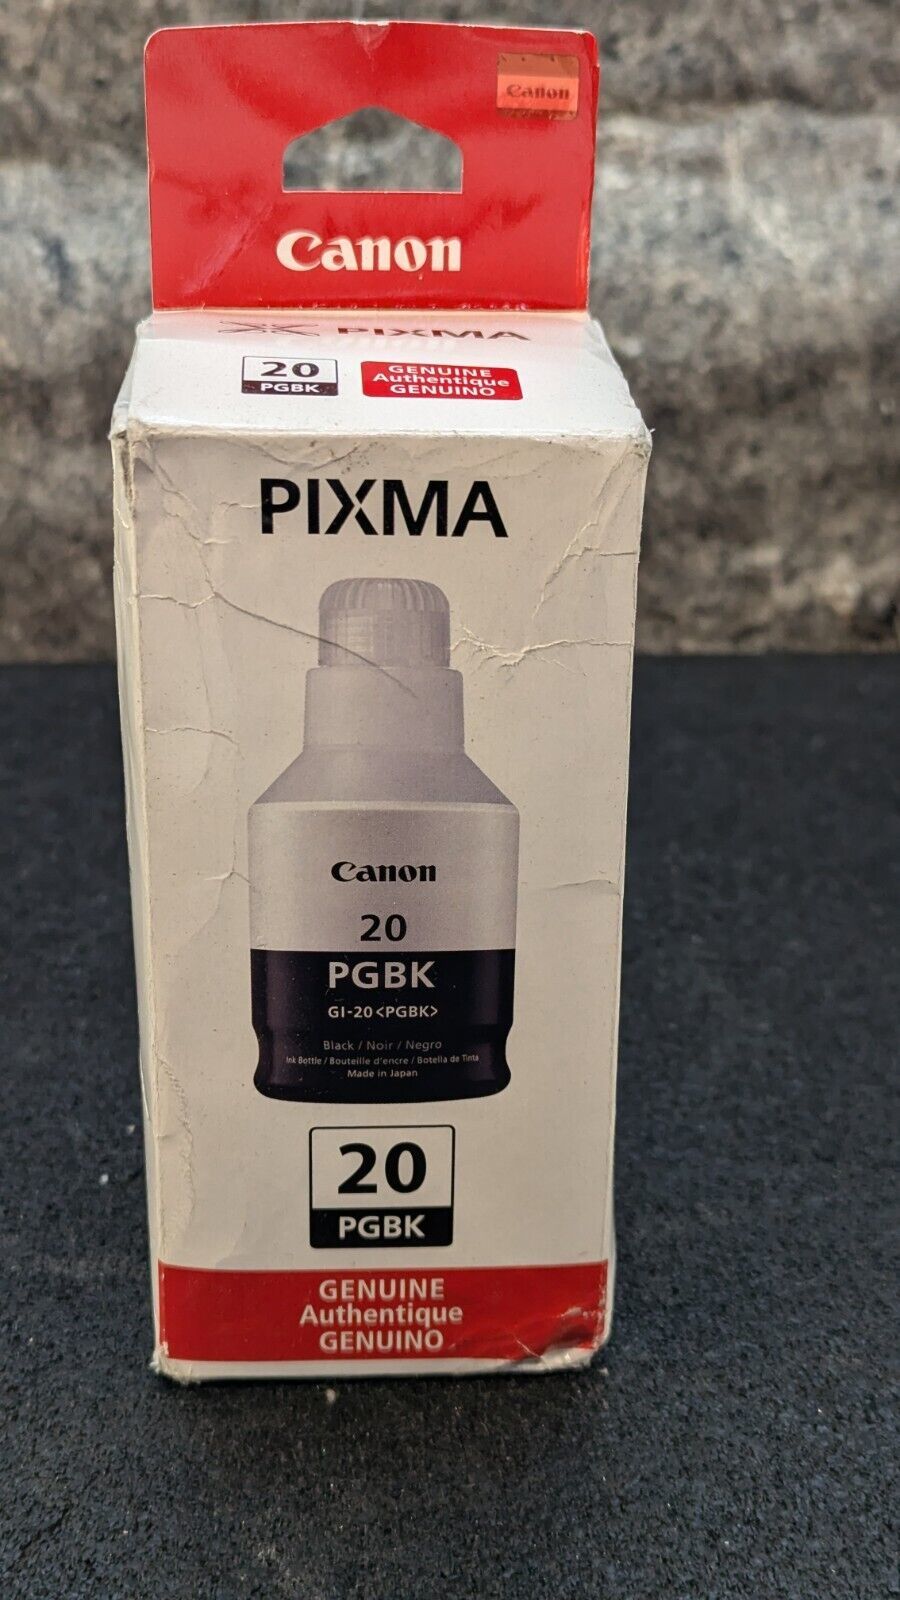 Canon
Canon
PIXMA
20
PGBK
GENUINE
Authentique
GENUINO
PIXMA
Canon
20
PGBK
GI-20<PGBK>
Black / Noir / Negro
Ink Bottle / Bouteille d'encre / Botella de Tinta
Made in Japan
20
PGBK
GENUINE
Authentique
GENUINO